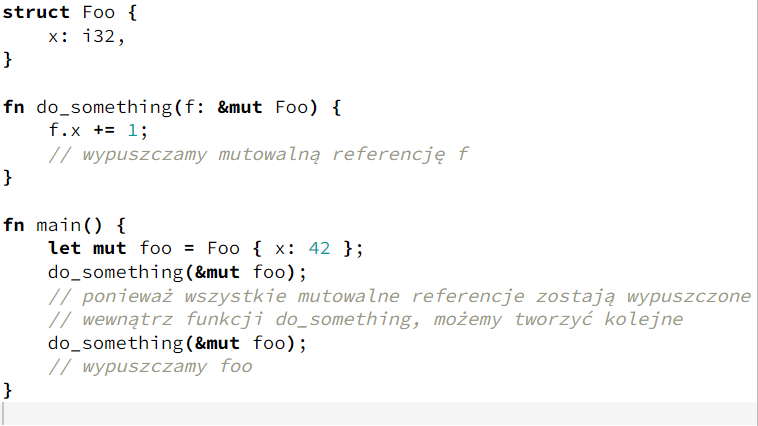 struct Foo {
    x: i32,
}

fn do_something(f: &mut Foo) {
    f.x += 1;
    // wypuszczamy mutowalną referencję f
}

fn main() {
    let mut foo = Foo { x: 42 };
    do_something(&mut foo);
    // ponieważ wszystkie mutowalne referencje zostają wypuszczone
    // wewnątrz funkcji do_something, możemy tworzyć kolejne
    do_something(&mut foo);
    // wypuszczamy foo
}